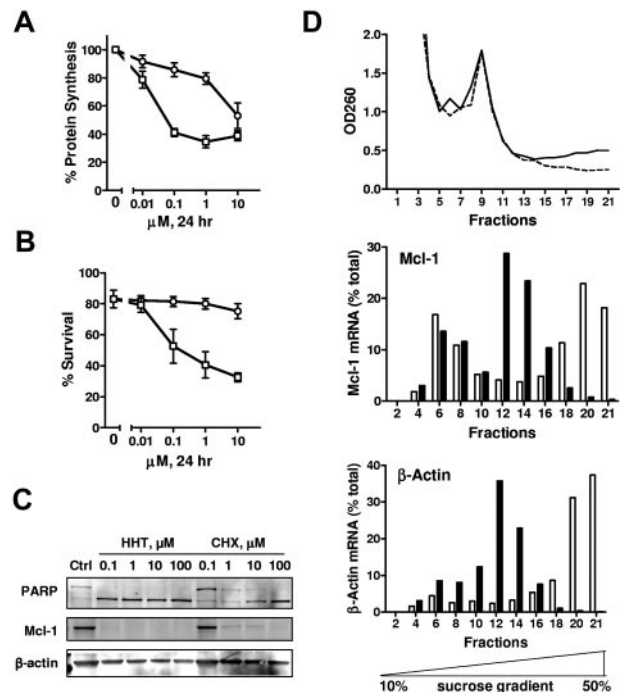 A
% Protein Synthesis
100
80
60
40
20
0
0 0.01 0.1 1 10
μM, 24 hr
B
% Survival
100
80
60
40
20
0
0 0.01 0.1 1 10
μM, 24 hr
C
HHT, μM CHX, μM
Ctrl 0.1 1 10 100 0.1 1 10 100
PARP
Mcl-1
β-actin
D
OD260
2.0
1.5
1.0
0.5
0.0
1 3 5 7 9 11 13 15 17 19 21
Fractions
Mcl-1
Mcl-1 mRNA (% total)
30
20
10
0
2 4 6 8 10 12 14 16 18 20 21
Fractions
β-Actin
β-Actin mRNA (% total)
40
30
20
10
0
2 4 6 8 10 12 14 16 18 20 21
Fractions
10% sucrose gradient 50%